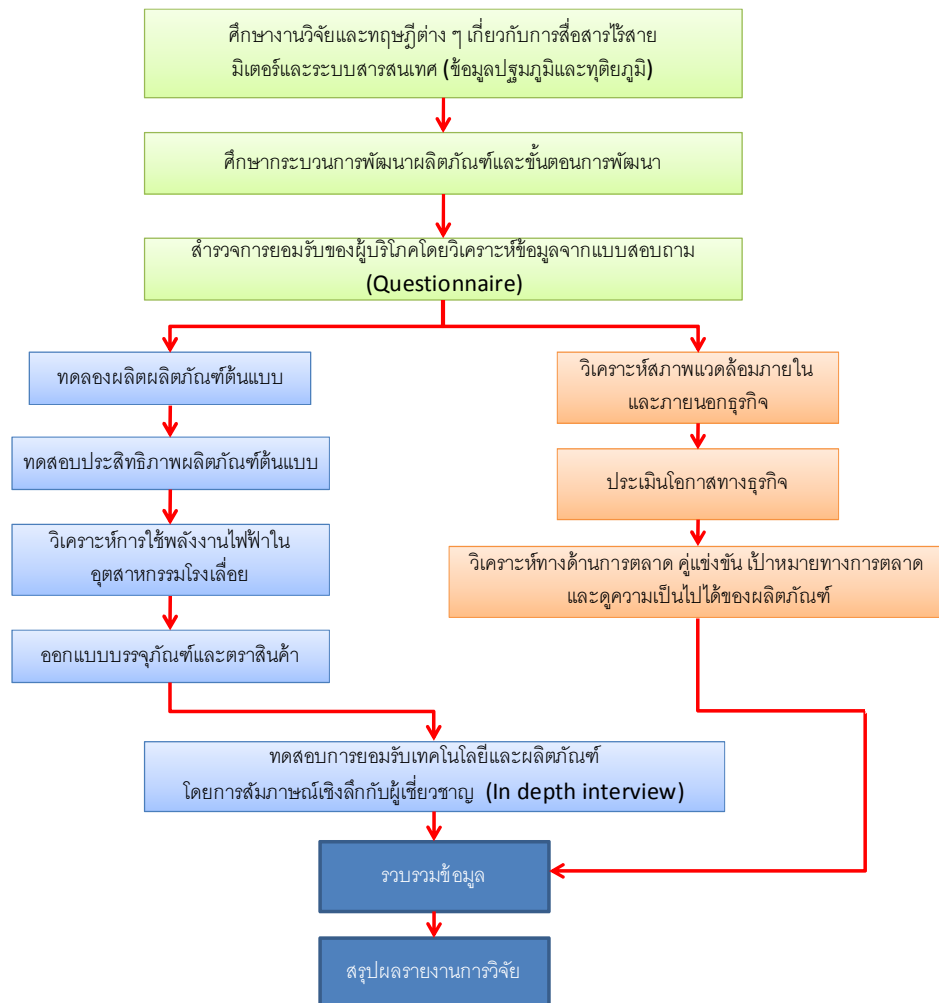 ศึกษางานวิจัยและทฤษฎีต่าง ๆ เกี่ยวกับการสื่อสารไร้สาย
มิเตอร์และระบบสารสนเทศ (ข้อมูลปฐมภูมิและทุติยภูมิ)
ศึกษากระบวนการพัฒนาผลิตภัณฑ์และขั้นตอนการพัฒนา
สำรวจการยอมรับของผู้บริโภคโดยวิเคราะห์ข้อมูลจากแบบสอบถาม
(Questionnaire)
ทดลองผลิตผลิตภัณฑ์ต้นแบบ
ทดสอบประสิทธิภาพผลิตภัณฑ์ต้นแบบ
วิเคราะห์การใช้พลังงานไฟฟ้าใน
อุตสาหกรรมโรงเลื่อย
ออกแบบบรรจุภัณฑ์และตราสินค้า
วิเคราะห์สภาพแวดล้อมภายใน
และภายนอกธุรกิจ
ประเมินโอกาสทางธุรกิจ
วิเคราะห์ทางด้านการตลาด คู่แข่งขัน เป้าหมายทางการตลาด
และดูความเป็นไปได้ของผลิตภัณฑ์
ทดสอบการยอมรับเทคโนโลยีและผลิตภัณฑ์
โดยการสัมภาษณ์เชิงลึกกับผู้เชี่ยวชาญ (In depth interview)
รวบรวมข้อมูล
สรุปผลรายงานการวิจัย